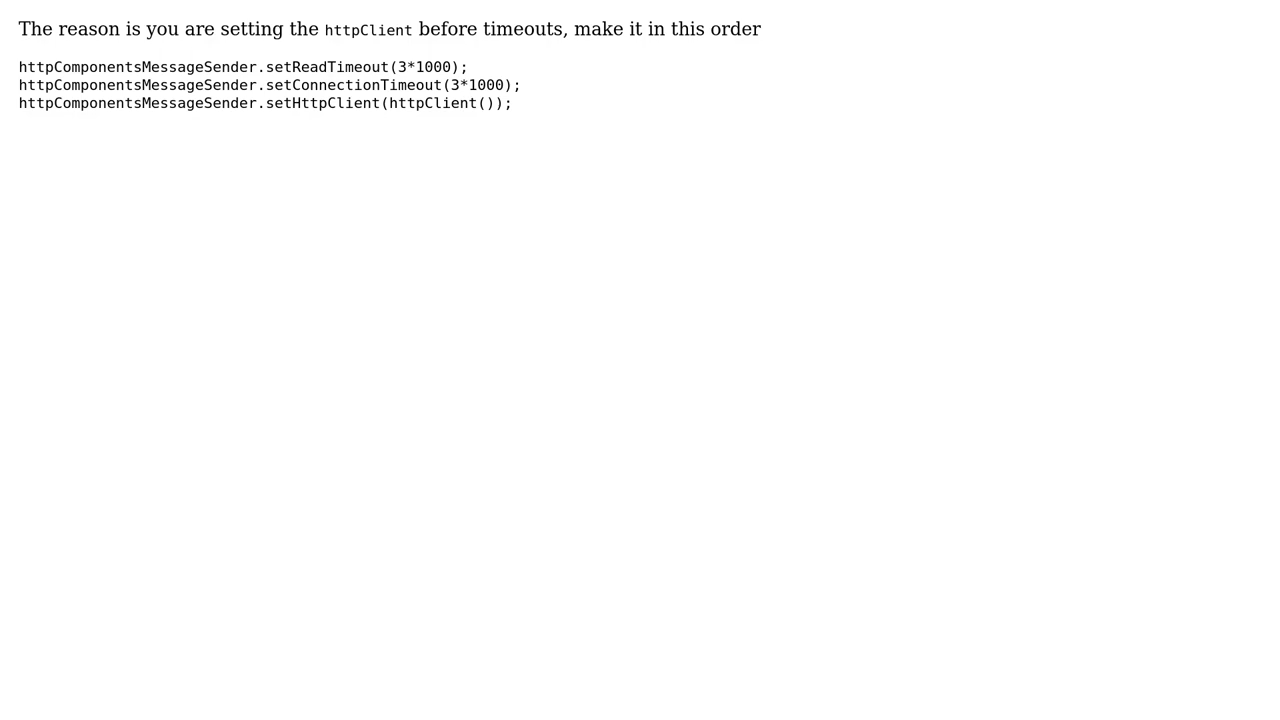 The reason is you are setting the httpClient before timeouts, make it in this order
httpComponentsMessageSender.setReadTimeout(3*1000);
httpComponentsMessageSender.setConnectionTimeout(3*1000);
httpComponentsMessageSender.setHttpClient(httpClient());